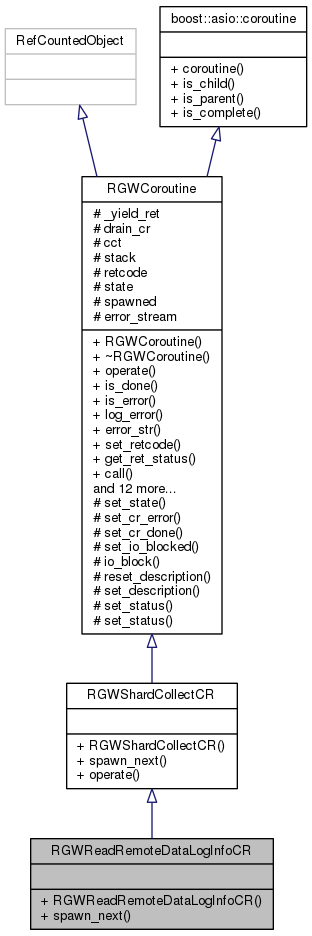 RefCountedObject
boost::asio::coroutine
+ coroutine()
+ is_child()
+ is_parent()
+ is_complete()
RGWCoroutine
# _yield_ret
# drain_cr
# cct
# stack
# retcode
# state
# spawned
# error_stream
+ RGWCoroutine()
+ ~RGWCoroutine()
+ operate()
+ is_done()
+ is_error()
+ log_error()
+ error_str()
+ set_retcode()
+ get_ret_status()
+ call()
and 12 more...
# set_state()
# set_cr_error()
# set_cr_done()
# set_io_blocked()
# io_block()
# reset_description()
# set_description()
# set_status()
# set_status()
RGWShardCollectCR
+ RGWShardCollectCR()
+ spawn_next()
+ operate()
RGWReadRemoteDataLogInfoCR
+ RGWReadRemoteDataLogInfoCR()
+ spawn_next()